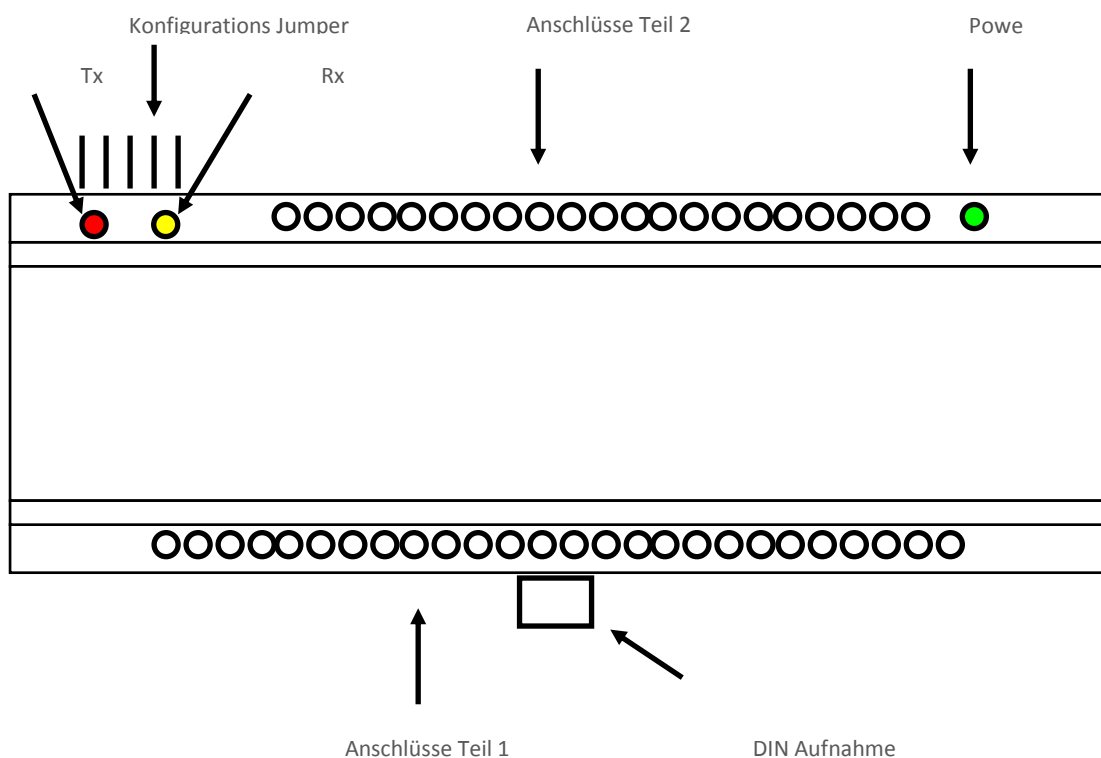 Konfigurations Jumper
Anschlüsse Teil 2
Powe
Tx
Rx
Anschlüsse Teil 1
DIN Aufnahme